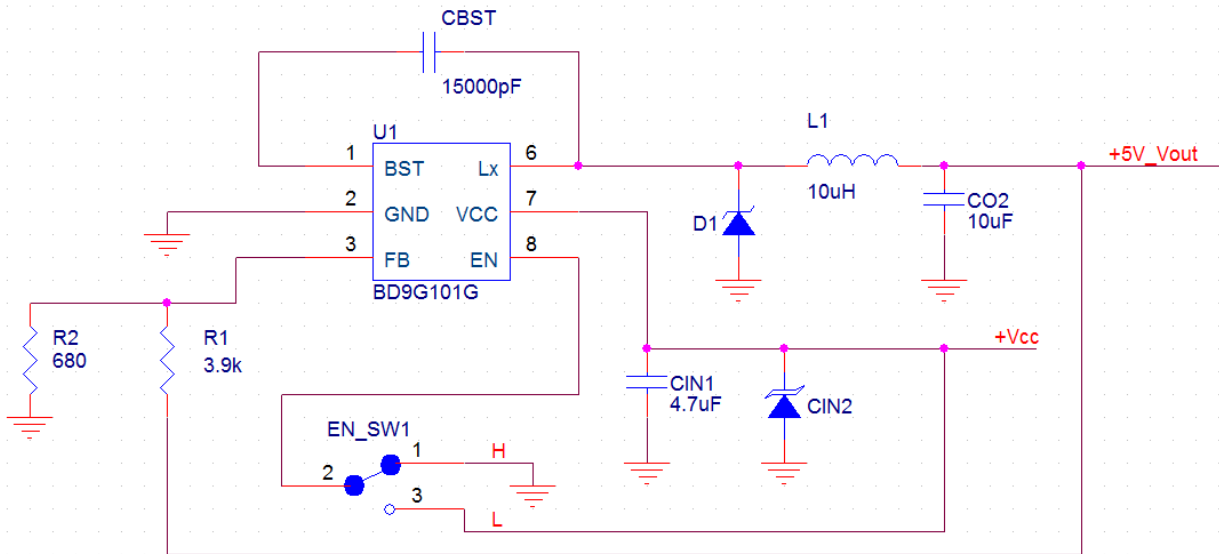 CBST
15000pF
U1
1
BST
Lx
6
2
GND
VCC
7
3
FB
EN
8
BD9G101G
L1
10uH
+5V_Vout
D1
CO2
10uF
R2
680
R1
3.9k
+Vcc
CIN1
4.7uF
CIN2
EN_SW1
1
H
2
3
L